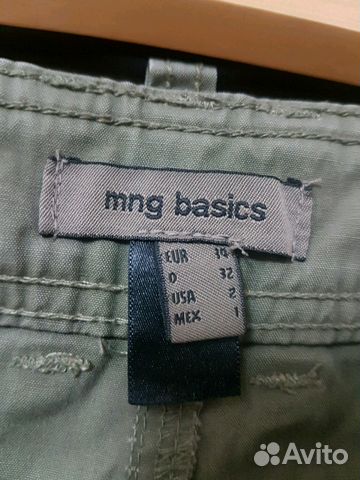 mng basics
EUR 34
D 32
USA 2
MEX 1
Avito